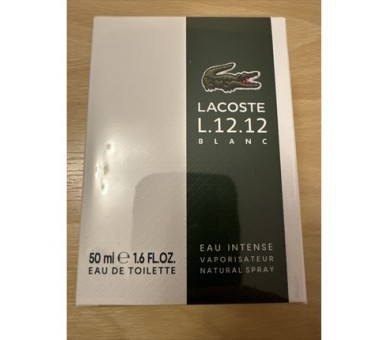 LACOSTE
L.12.12
BLANC
50 ml ℮ 1.6 FL.OZ.
EAU DE TOILETTE
EAU INTENSE
VAPORISATEUR
NATURAL SPRAY